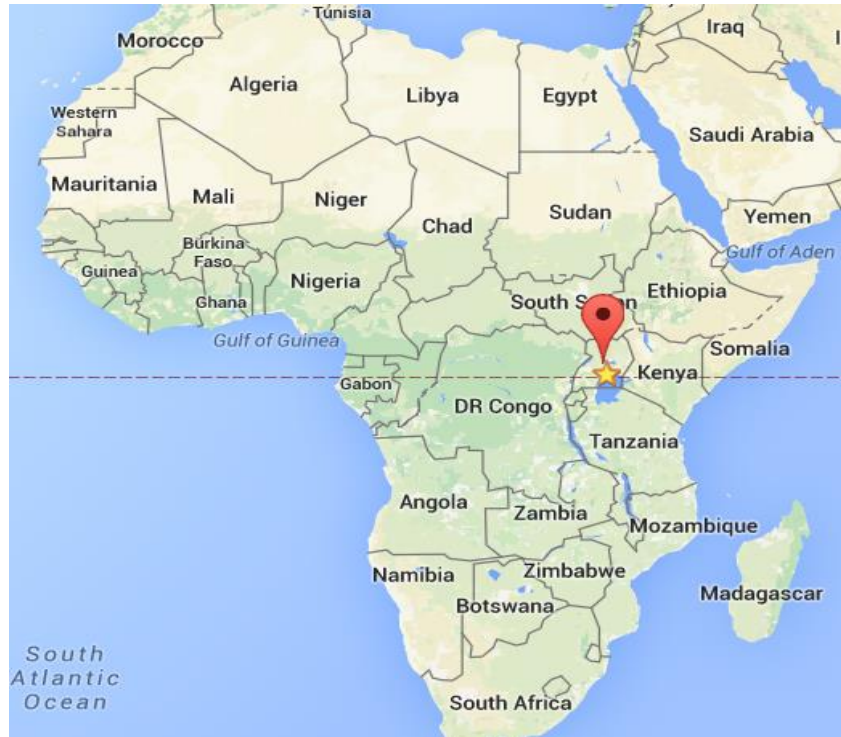 Tunisia
Morocco
Iraq
Algeria
Libya
Egypt
Western
Sahara
Saudi Arabia
Mauritania
Mali
Niger
Chad
Sudan
Yemen
Burkina
Faso
Gulf of Aden
Guinea
Nigeria
Ethiopia
Ghana
South Sudan
Gulf of Guinea
Somalia
Gabon
Kenya
DR Congo
Tanzania
Angola
Zambia
Mozambique
Namibia
Zimbabwe
Botswana
Madagascar
South
Atlantic
Ocean
South Africa